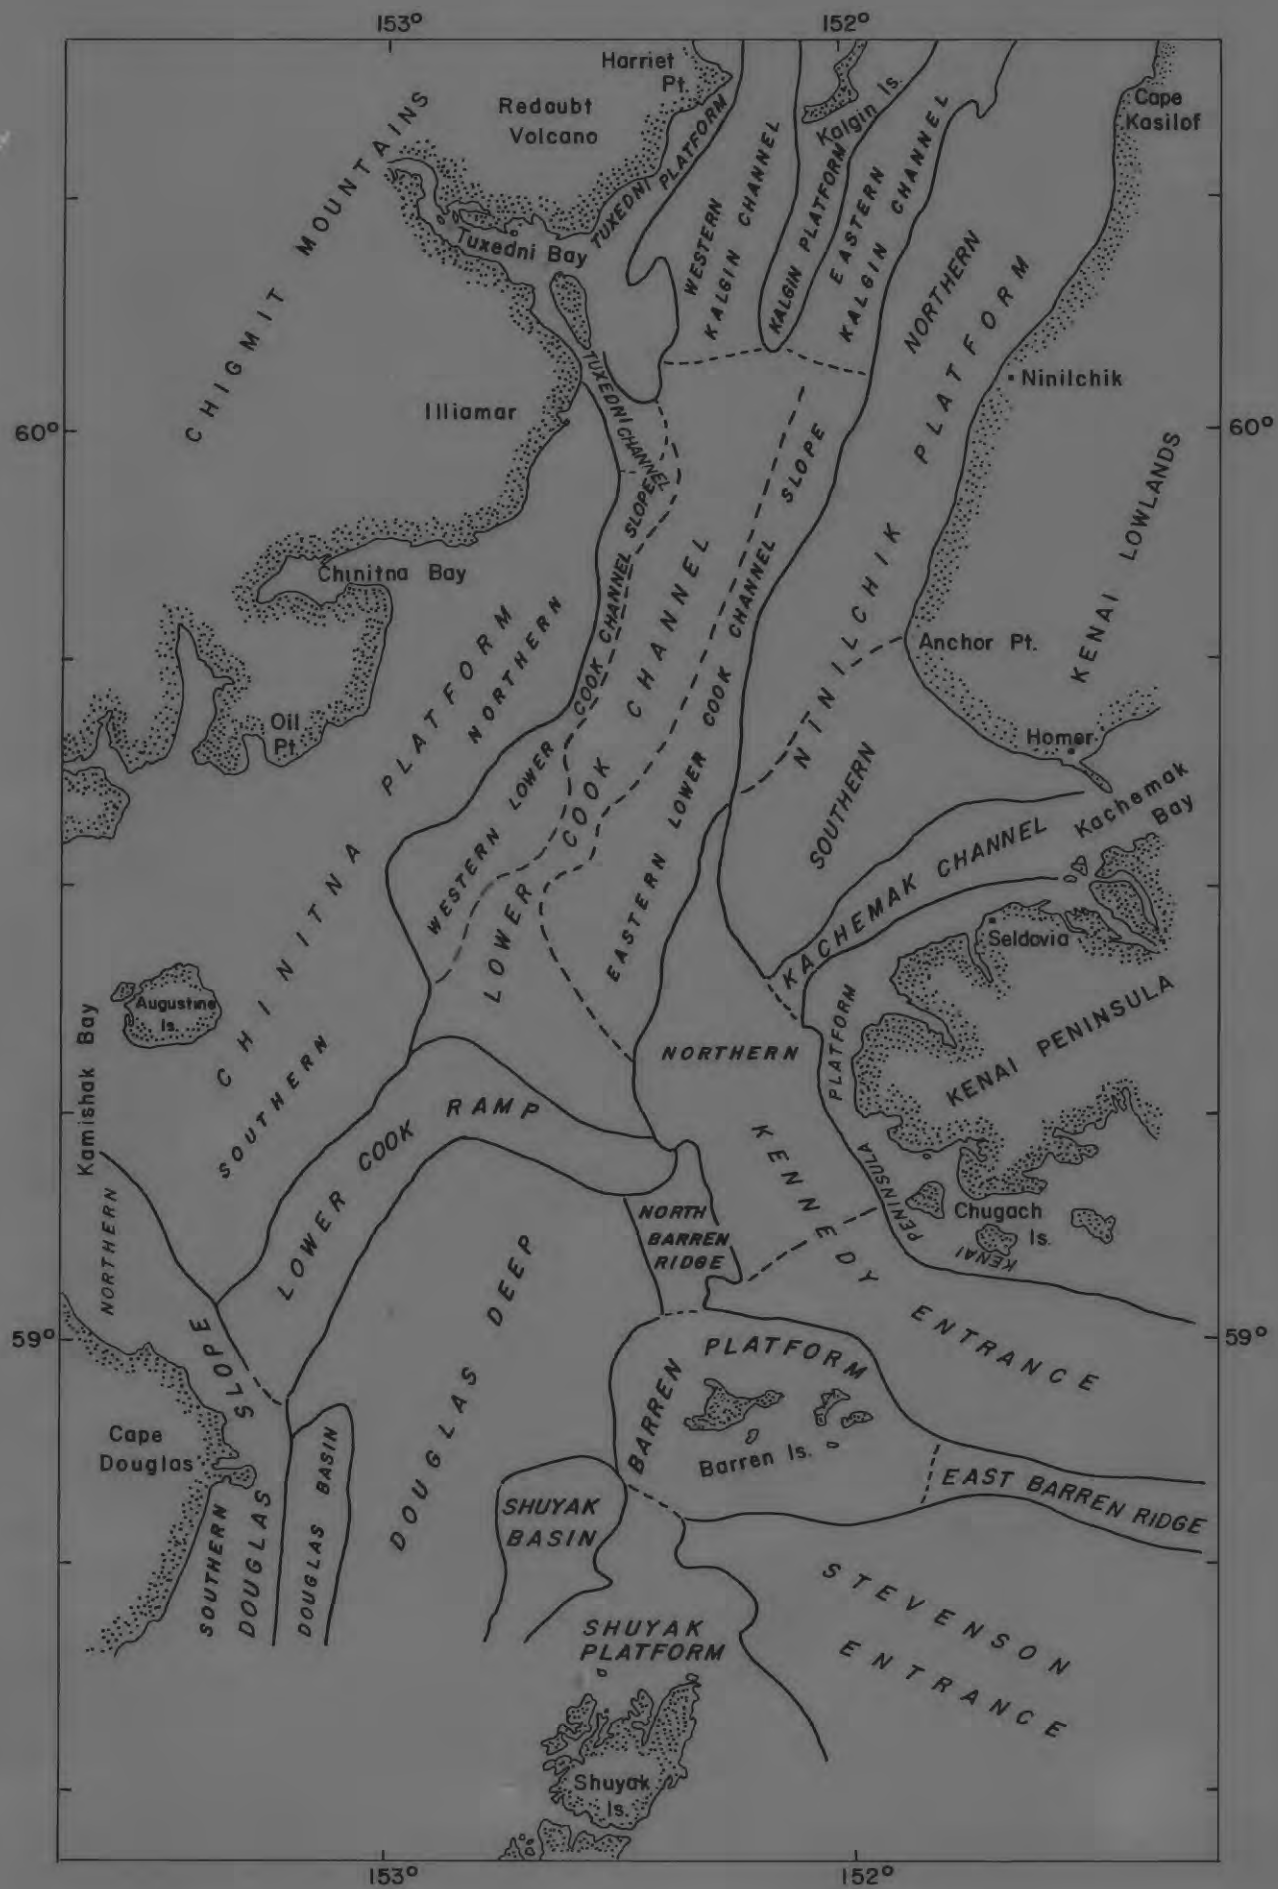 153°
152°
Harriet
Pt.
Redoubt
Volcano
Cape
Kasilof
Kalgin Is.
CHIGMIT MOUNTAINS
TUXEDNI PLATFORM
WESTERN
KALGIN CHANNEL
KALGIN PLATFORM
EASTERN
KALGIN CHANNEL
Tuxedni Bay
NORTHERN
NINILCHIK PLATFORM
SOUTHERN
Ninilchik
TUXEDNI CHANNEL
Illiamar
60°
60°
KENAI LOWLANDS
Chinitna Bay
Anchor Pt.
Oil
Pt.
Homer
NORTHERN
CHINITNA PLATFORM
SOUTHERN
WESTERN LOWER COOK CHANNEL SLOPE
LOWER COOK CHANNEL
EASTERN LOWER COOK CHANNEL SLOPE
Kachemak
Bay
KACHEMAK CHANNEL
Seldovia
Augustine
Is.
Kamishak Bay
KENAI PENINSULA
NORTHERN
KENNEDY ENTRANCE
KENAI PENINSULA PLATFORM
LOWER COOK RAMP
Chugach
Is.
NORTH
BARREN
RIDGE
NORTHERN
59°
59°
SOUTHERN
DOUGLAS SLOPE
DOUGLAS DEEP
BARREN PLATFORM
Barren Is.
Cape
Douglas
DOUGLAS BASIN
SHUYAK
BASIN
EAST BARREN RIDGE
STEVENSON
ENTRANCE
SHUYAK
PLATFORM
Shuyak
Is.
153°
152°